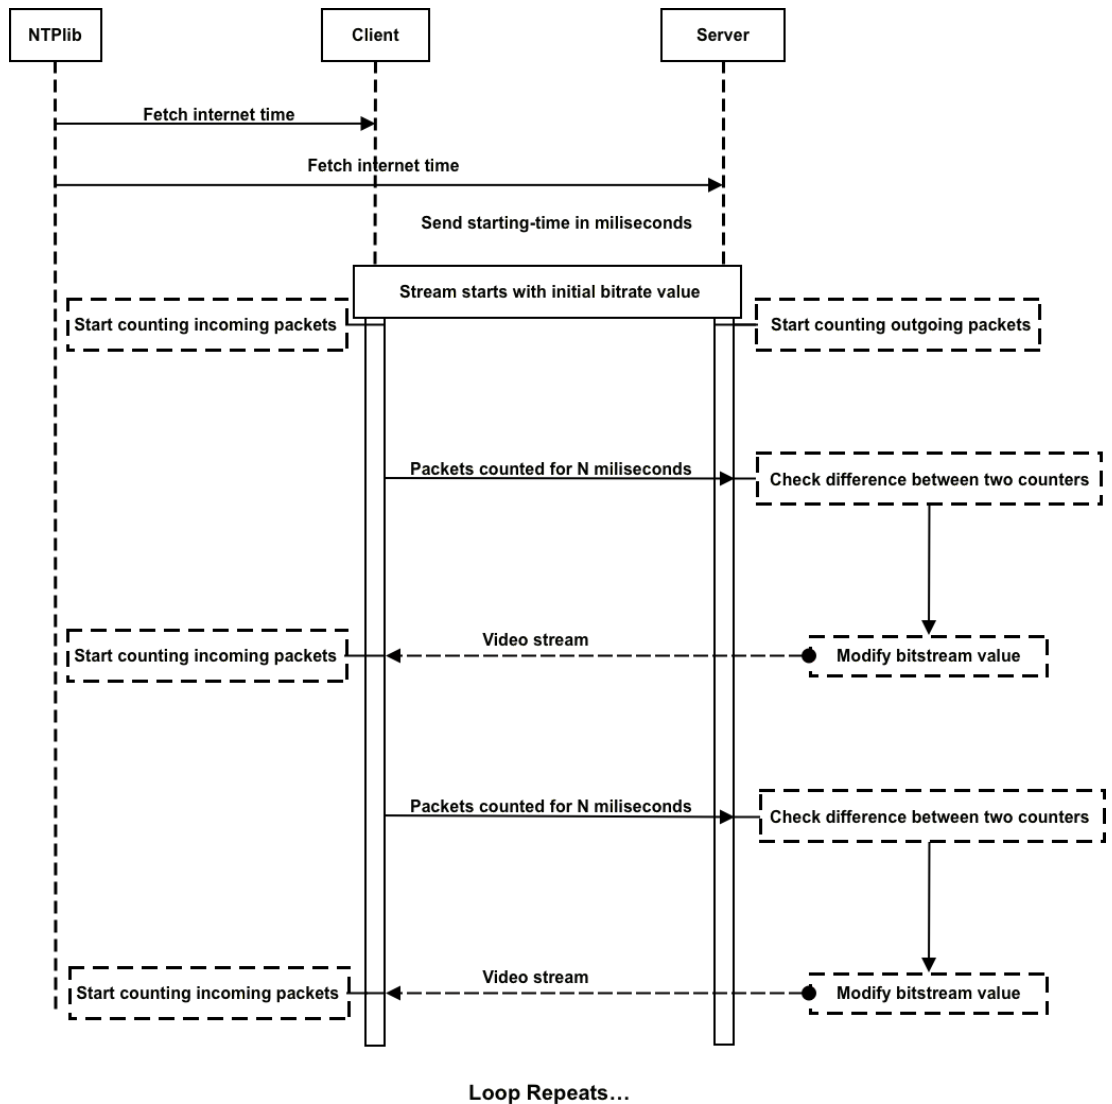 NTPlib
Client
Server
Fetch internet time
Fetch internet time
Send starting-time in miliseconds
Stream starts with initial bitrate value
Start counting incoming packets
Start counting outgoing packets
Packets counted for N miliseconds
Check difference between two counters
Video stream
Start counting incoming packets
Modify bitstream value
Packets counted for N miliseconds
Check difference between two counters
Video stream
Start counting incoming packets
Modify bitstream value
Loop Repeats...